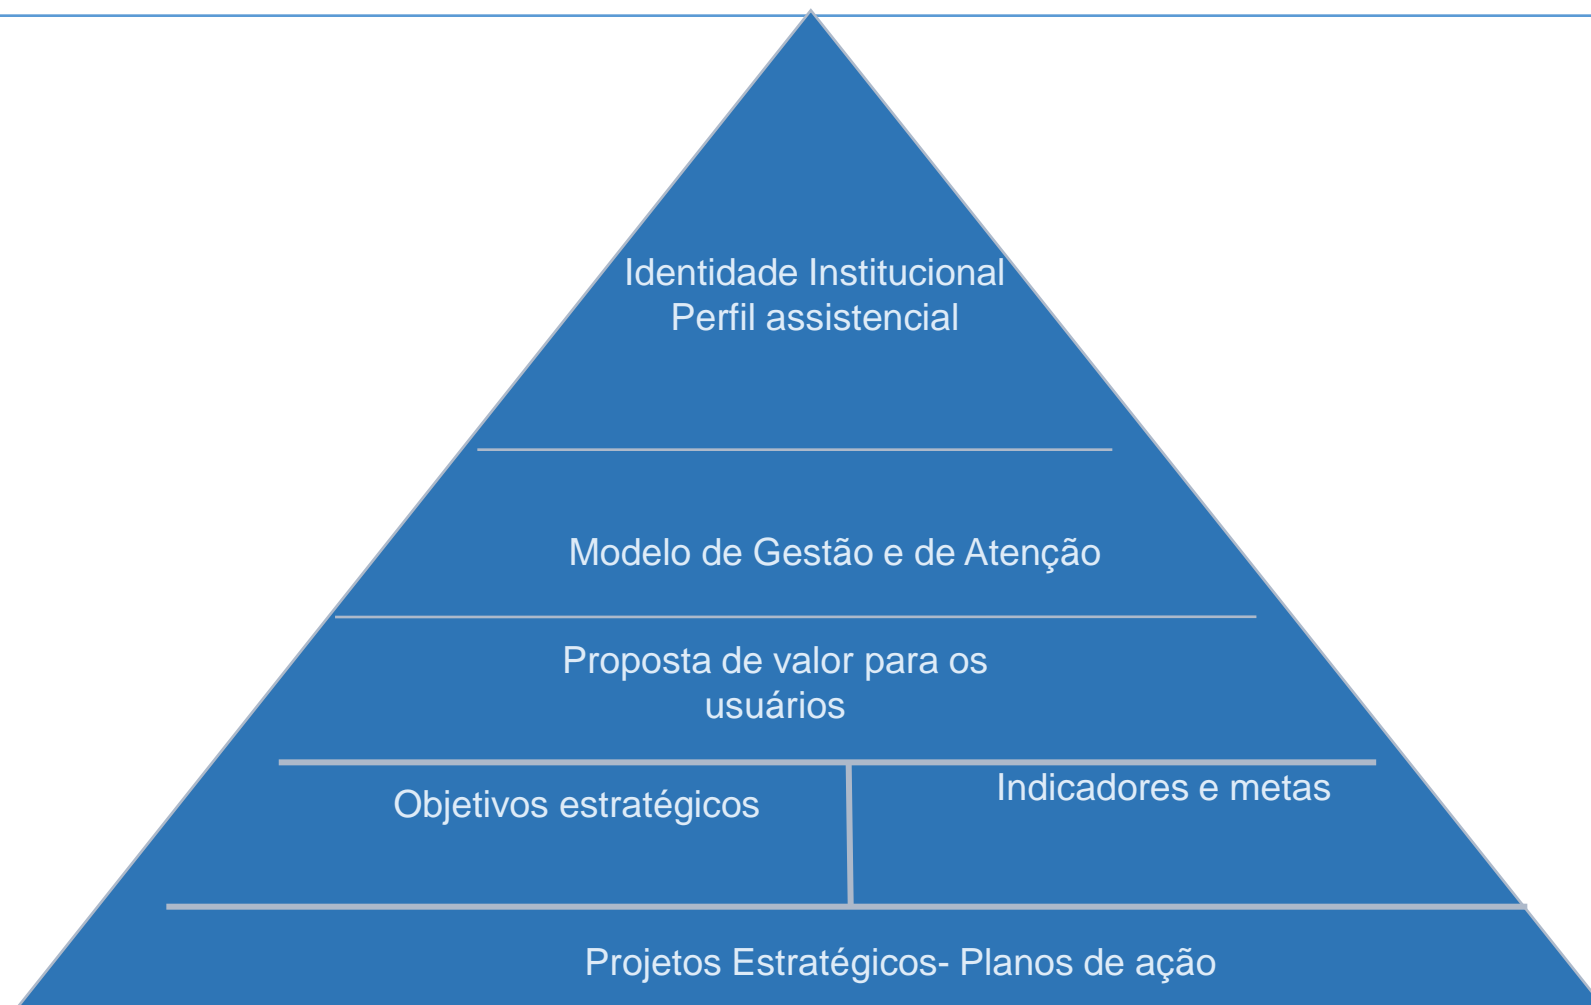 Identidade Institucional
Perfil assistencial
Modelo de Gestão e de Atenção
Proposta de valor para os
usuários
Objetivos estratégicos
Indicadores e metas
Projetos Estratégicos- Planos de ação